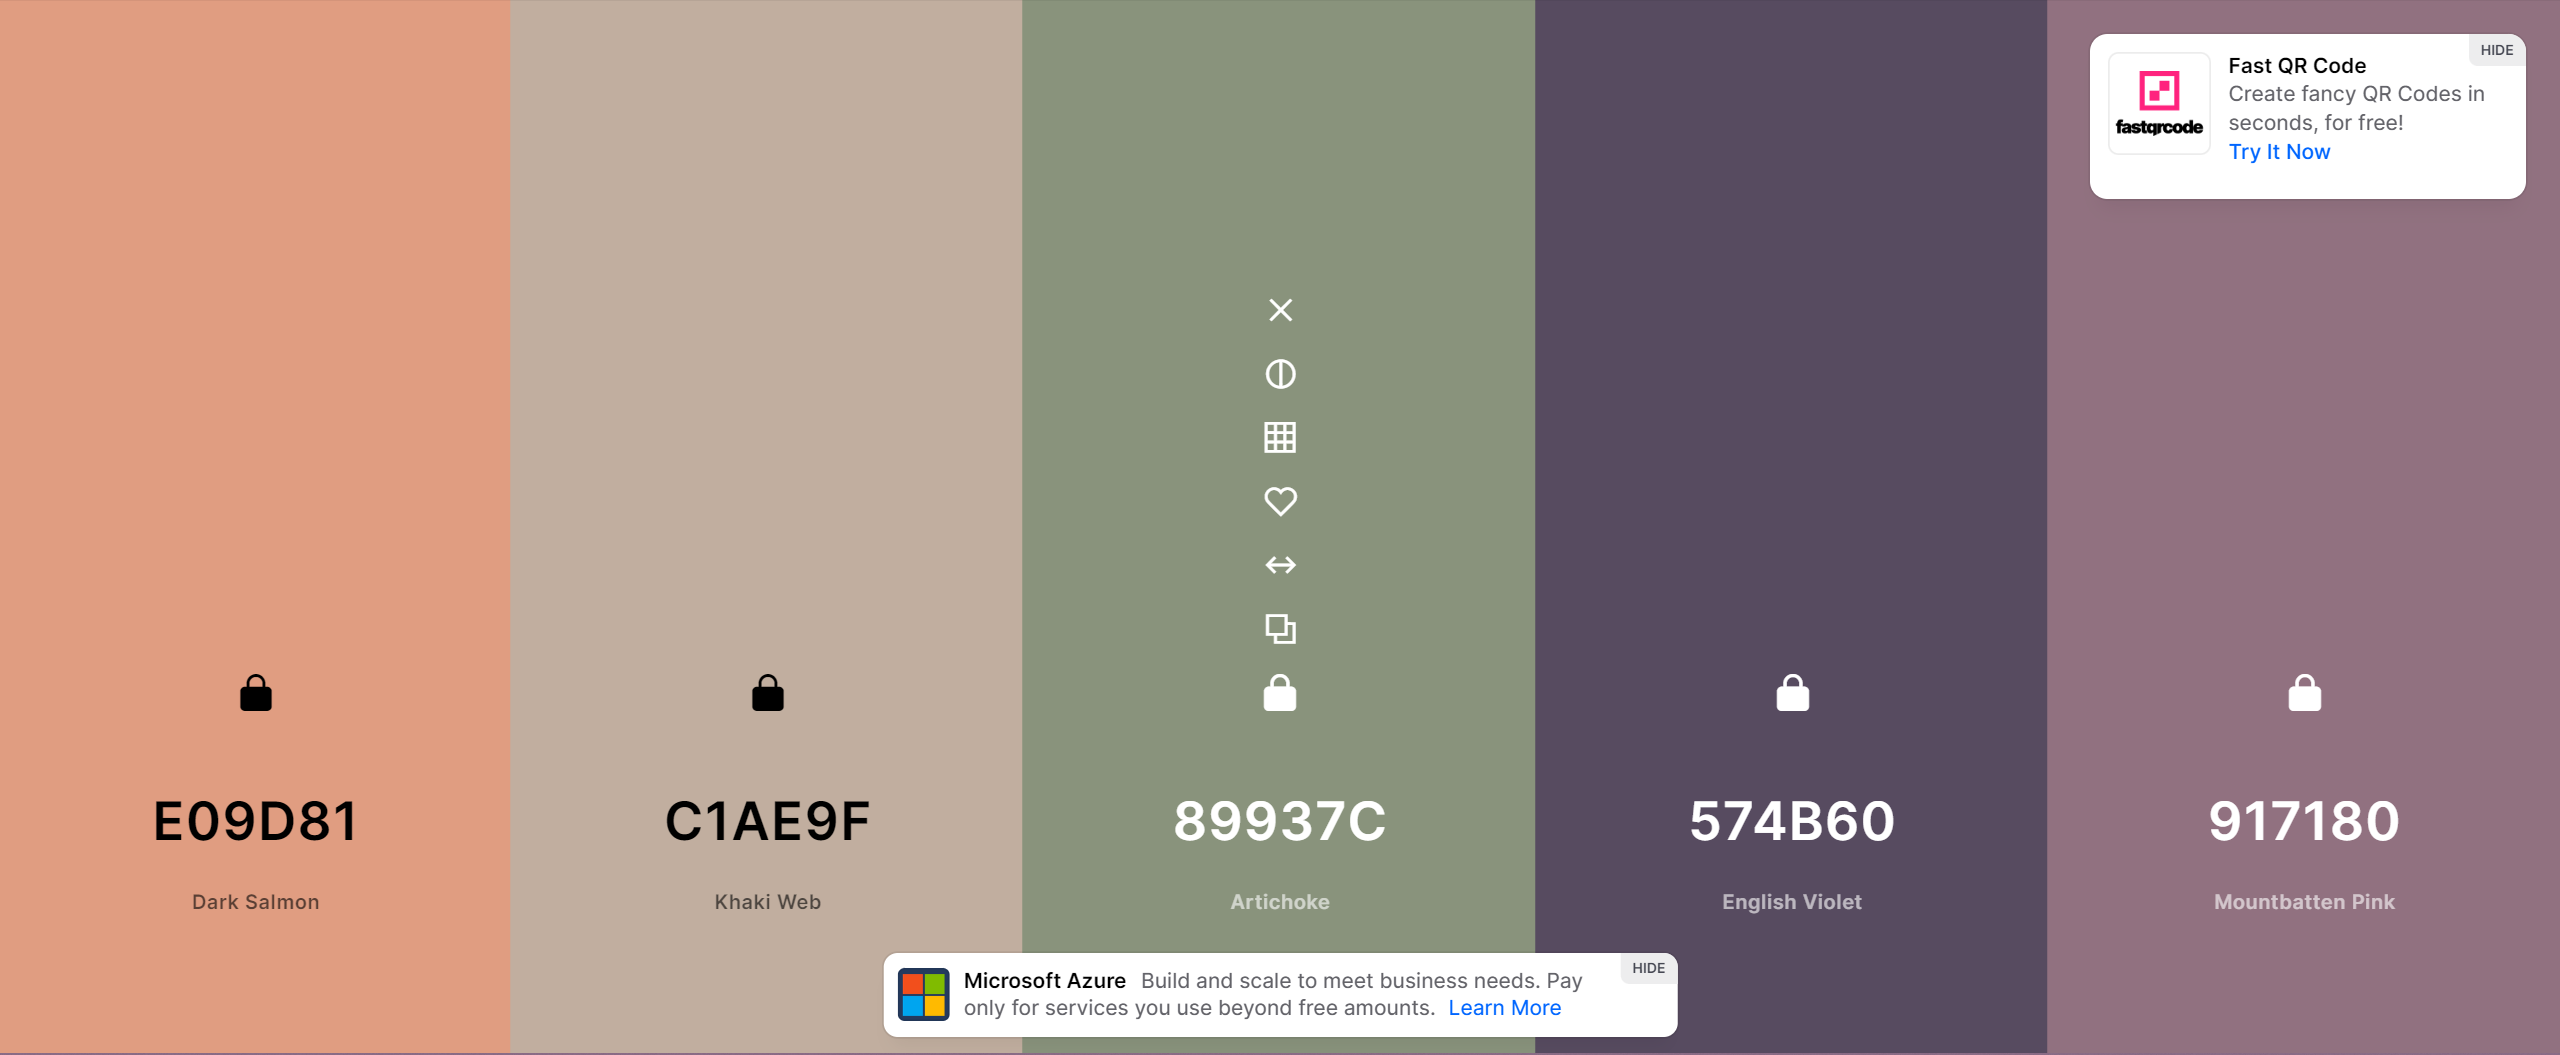 HIDE
Fast QR Code
Create fancy QR Codes in
seconds, for free!
Try It Now
fastqrcode
E09D81
C1AE9F
89937C
574B60
917180
Dark Salmon
Khaki Web
Artichoke
English Violet
Mountbatten Pink
HIDE
Microsoft Azure Build and scale to meet business needs. Pay
only for services you use beyond free amounts. Learn More